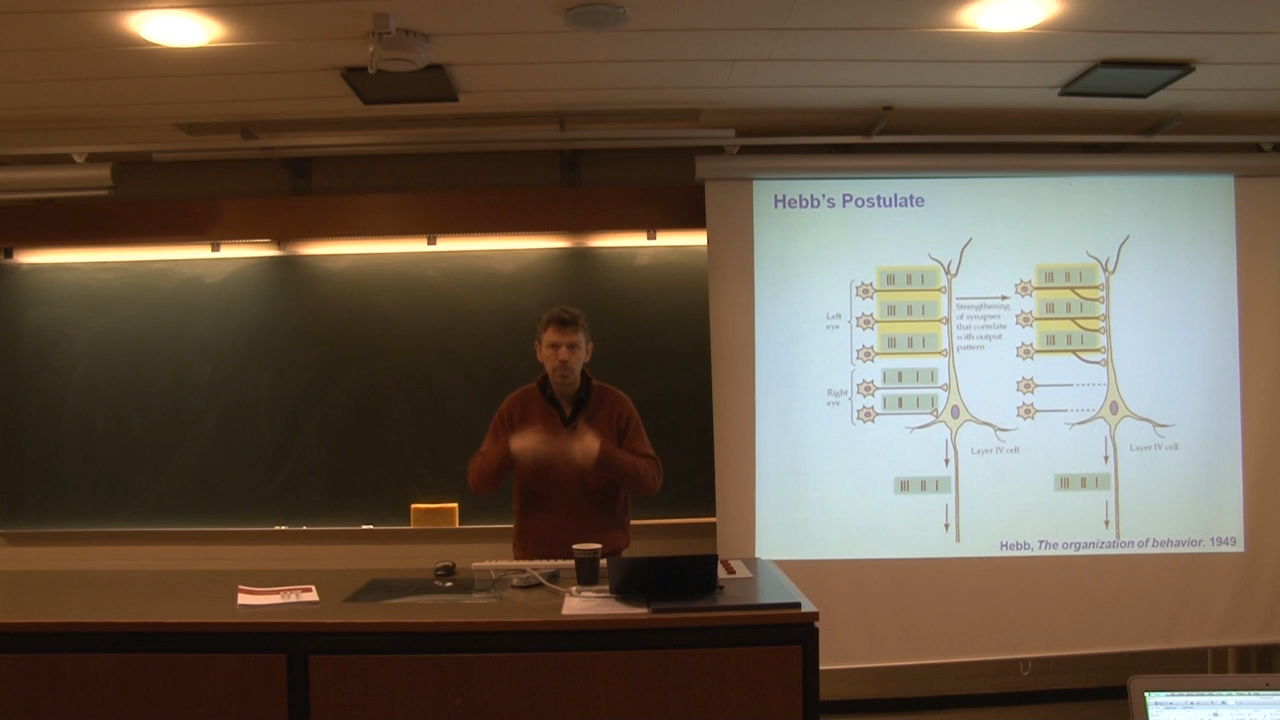 Hebb's Postulate
Left
eye
Strengthening
of synapses
that correlate
with output
pattern
Right
eye
Layer IV cell
Layer IV cell
Hebb, The organization of behavior. 1949